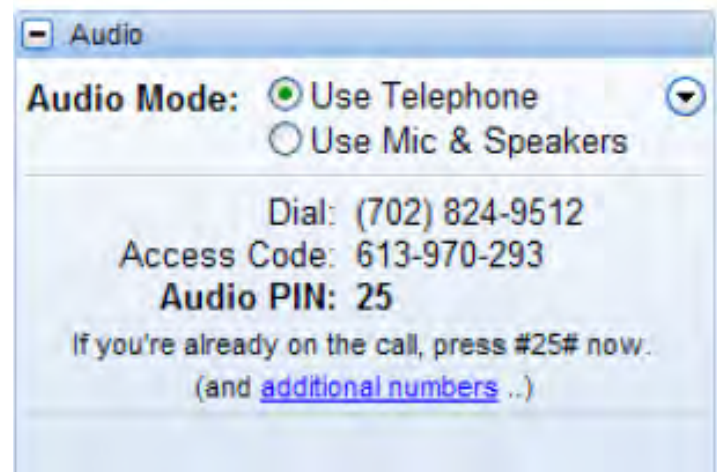 Audio
Audio Mode: Use Telephone
Use Mic & Speakers
Dial: (702) 824-9512
Access Code: 613-970-293
Audio PIN: 25
If you're already on the call, press #25# now.
(and additional numbers ..)